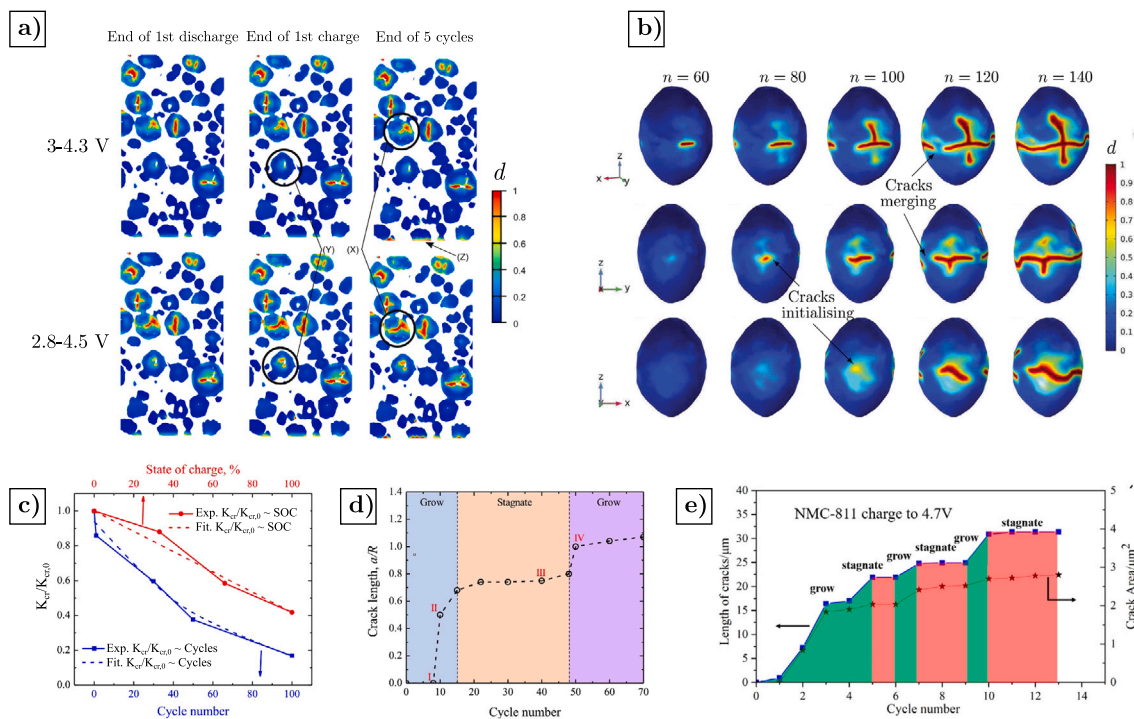 a)
End of 1st discharge End of 1st charge End of 5 cycles
3-4.3 V
2.8-4.5 V
(Y) (X) (Z)
d
1
0.8
0.6
0.4
0.2
0
b)
n = 60 n = 80 n = 100 n = 120 n = 140
z
x y
Cracks
merging
z
x y
Cracks
initialising
z
y x
d
1
0.9
0.8
0.7
0.6
0.5
0.4
0.3
0.2
0.1
0
c)
State of charge, %
0 20 40 60 80 100
Exp. Kcr/Kcr,0 ~ SOC
Fit. Kcr/Kcr,0 ~ SOC
Kcr/Kcr,0
1.0
0.8
0.6
0.4
0.2
0.0
Exp. Kcr/Kcr,0 ~ Cycles
Fit. Kcr/Kcr,0 ~ Cycles
0 20 40 60 80 100
Cycle number
d)
Grow Stagnate Grow
Crack length, a/R
1.4
1.2
1.0
0.8
0.6
0.4
0.2
0.0
I II III IV
0 10 20 30 40 50 60 70
Cycle number
e)
NMC-811 charge to 4.7V
grow stagnate grow stagnate grow stagnate
Length of cracks/μm
40
35
30
25
20
15
10
5
0
5
4
3
2
1
0
Crack Area/μm²
0 2 4 6 8 10 12 14
Cycle number